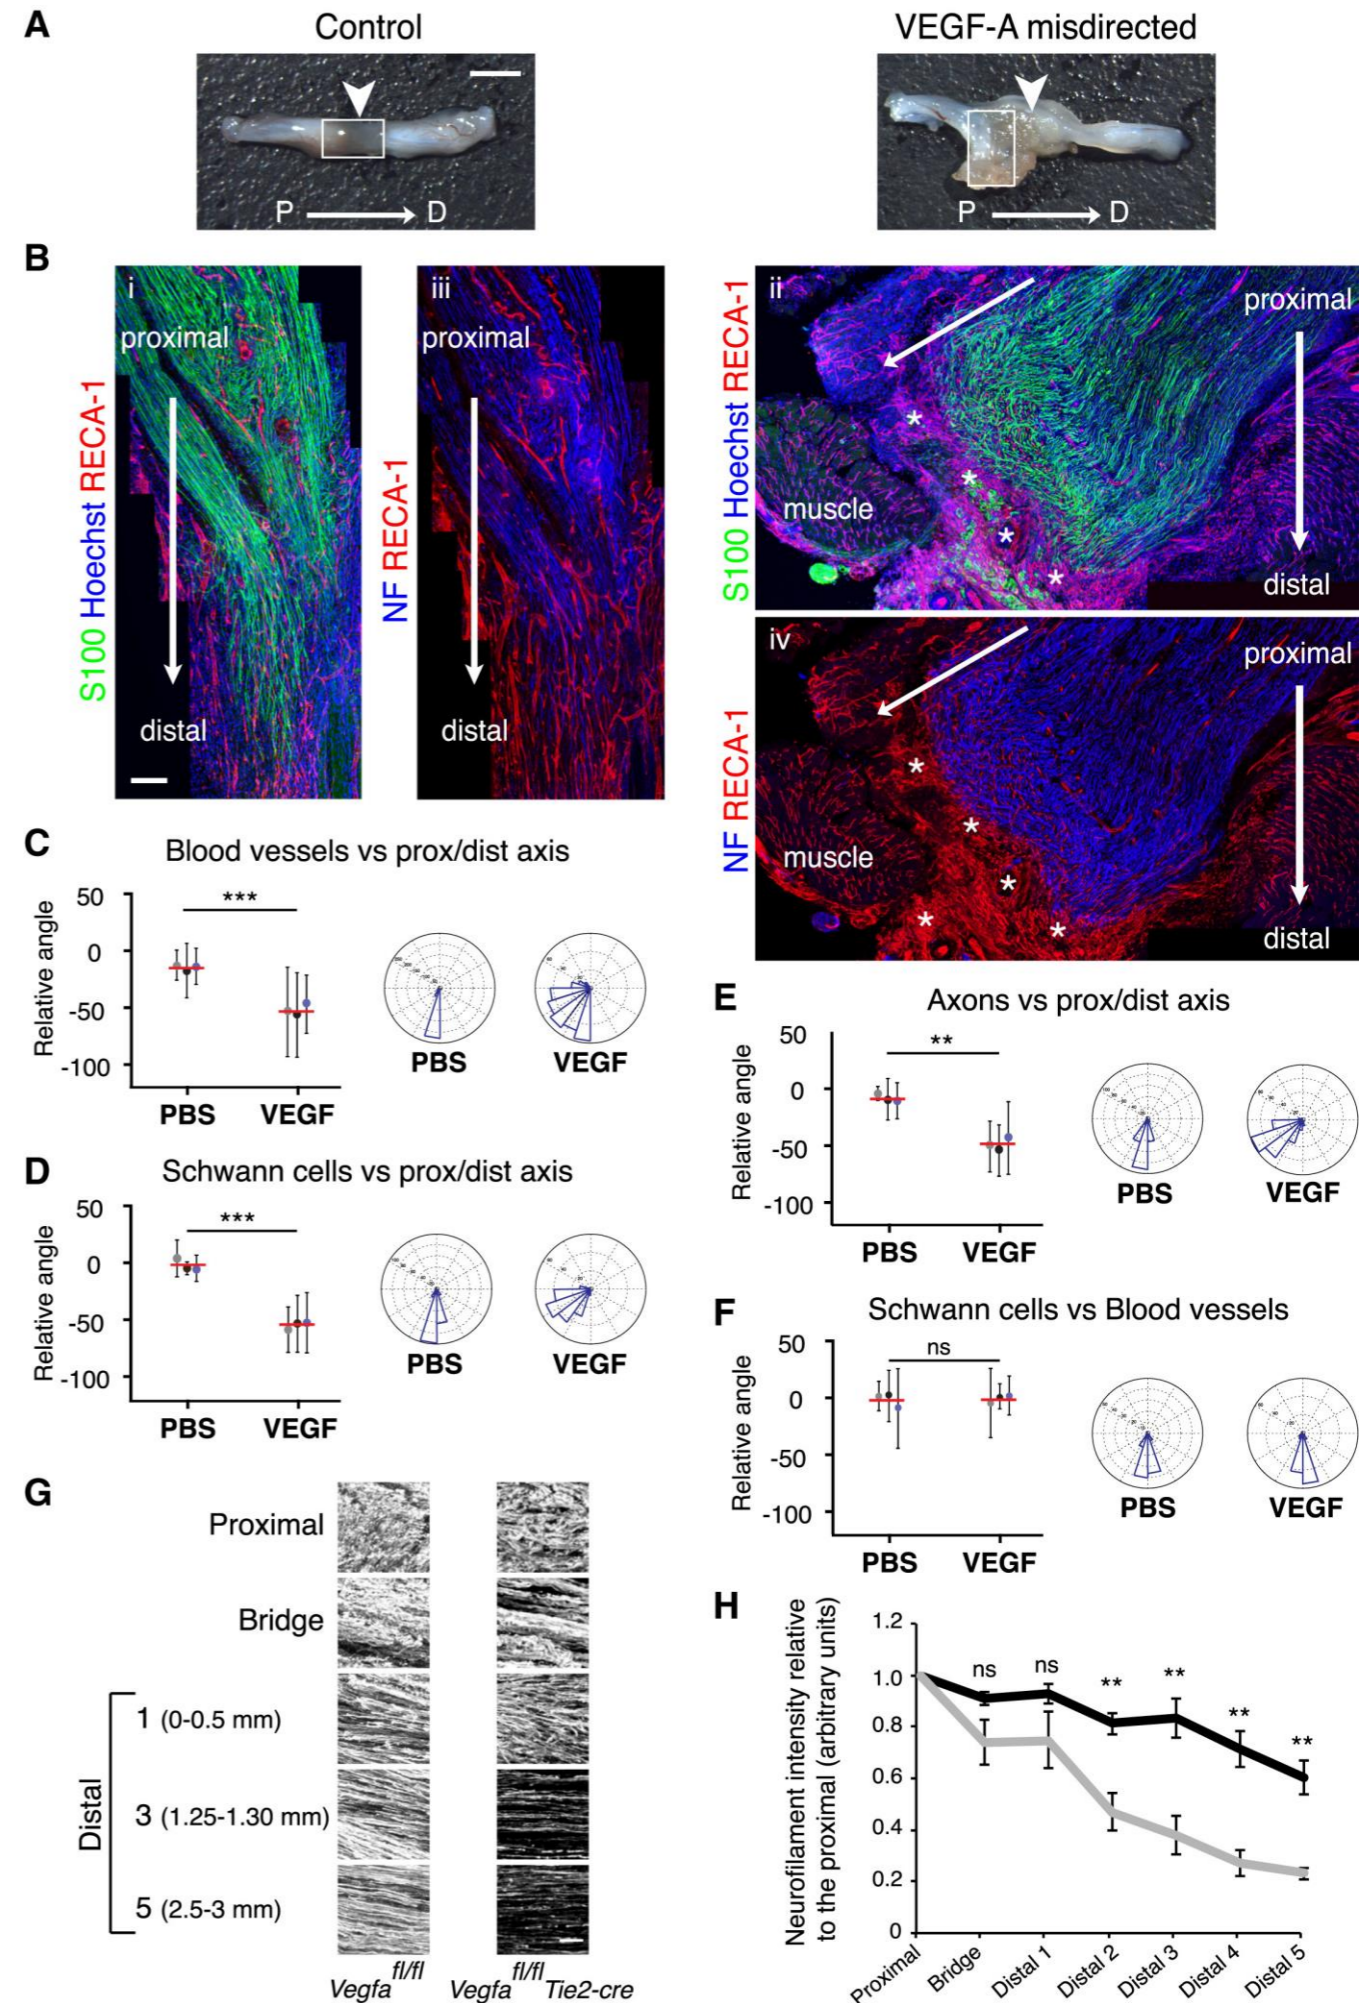 A
Control
VEGF-A misdirected
P D
P D
B
S100 Hoechst RECA-1
i
proximal
distal
NF RECA-1
iii
proximal
distal
S100 Hoechst RECA-1
ii
proximal
muscle
*
*
*
*
distal
NF RECA-1
iv
proximal
muscle
*
*
*
*
*
distal
C
Blood vessels vs prox/dist axis
Relative angle
50
0
-50
-100
***
PBS
VEGF
PBS
VEGF
D
Schwann cells vs prox/dist axis
Relative angle
50
0
-50
-100
***
PBS
VEGF
PBS
VEGF
E
Axons vs prox/dist axis
Relative angle
50
0
-50
-100
**
PBS
VEGF
PBS
VEGF
F
Schwann cells vs Blood vessels
Relative angle
50
0
-50
-100
ns
PBS
VEGF
PBS
VEGF
G
Proximal
Bridge
Distal
1 (0-0.5 mm)
3 (1.25-1.30 mm)
5 (2.5-3 mm)
Vegfa fl/fl
Vegfa fl/fl Tie2-cre
H
Neurofilament intensity relative
to the proximal (arbitrary units)
1.2
1.0
0.8
0.6
0.4
0.2
0
ns
ns
**
**
**
**
Proximal
Bridge
Distal 1
Distal 2
Distal 3
Distal 4
Distal 5